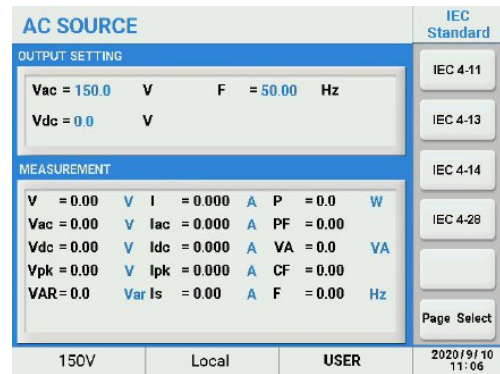 AC SOURCE
IEC Standard
OUTPUT SETTING
Vac = 150.0 V F = 50.00 Hz
Vdc = 0.0 V
MEASUREMENT
V = 0.00 V I = 0.000 A P = 0.0 W
Vac = 0.00 V Iac = 0.000 A PF = 0.00
Vdc = 0.00 V Idc = 0.000 A VA = 0.0 VA
Vpk = 0.00 V Ipk = 0.000 A CF = 0.00
VAR= 0.0 Var Is = 0.00 A F = 0.00 Hz
IEC 4-11
IEC 4-13
IEC 4-14
IEC 4-28
Page Select
150V Local USER
2020/9/10
11:06